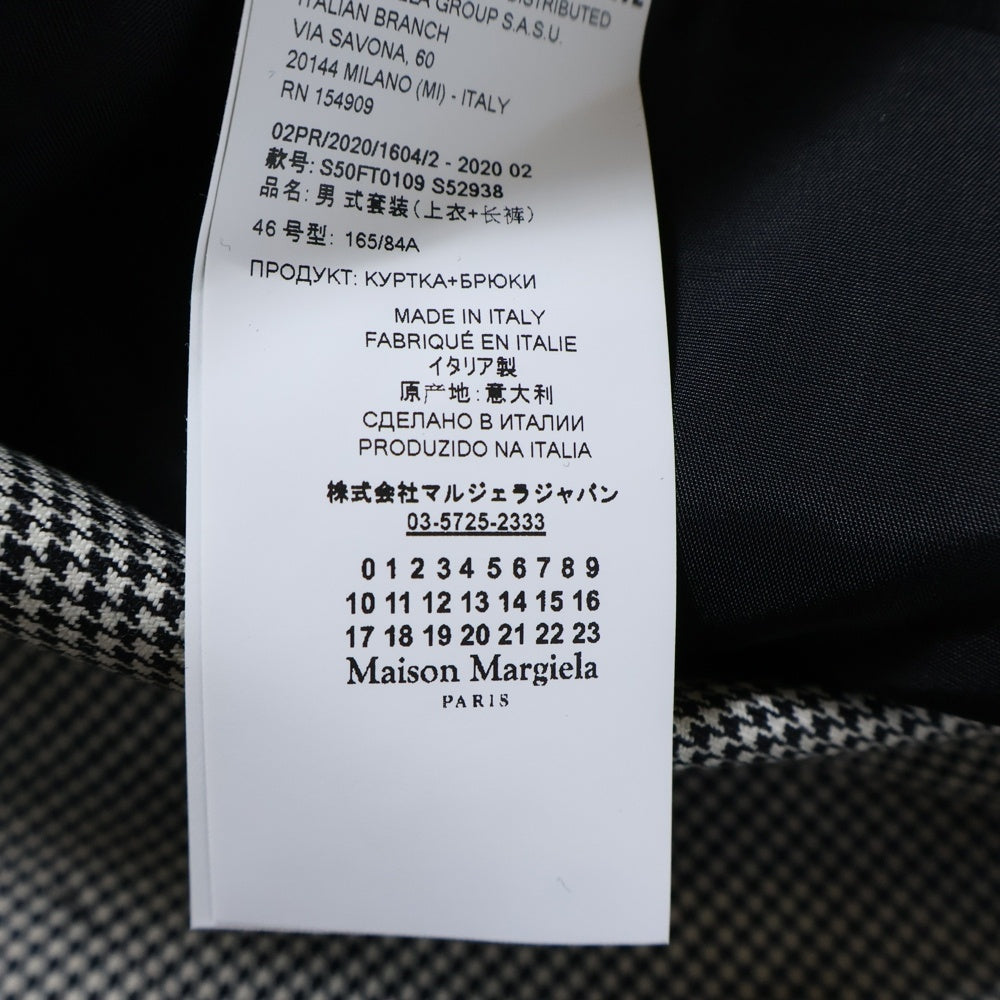 DISTRIBUTED
GROUP S.A.S.U.
ITALIAN BRANCH
VIA SAVONA, 60
20144 MILANO (MI) - ITALY
RN 154909
02PR/2020/1604/2 - 2020 02
款号: S50FT0109 S52938
品名: 男 式套装(上衣+长裤)
46 号型: 165/84A
ПРОДУКТ: КУРТКА+БРЮКИ
MADE IN ITALY
FABRIQUÉ EN ITALIE
イタリア製
原产地:意大利
СДЕЛАНО В ИТАЛИИ
PRODUZIDO NA ITALIA
株式会社マルジェラジャパン
03-5725-2333
0 1 2 3 4 5 6 7 8 9
10 11 12 13 14 15 16
17 18 19 20 21 22 23
Maison Margiela
PARIS